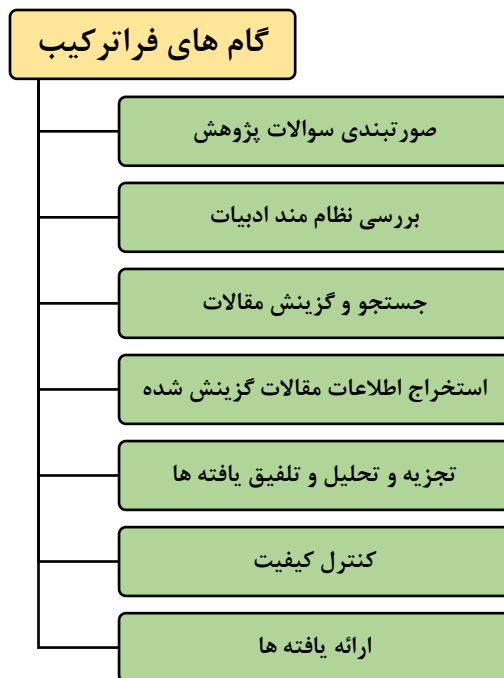 گام های فراترکیب
صورتبندی سوالات پژوهش
بررسی نظام مند ادبیات
جستجو و گزینش مقالات
استخراج اطلاعات مقالات گزینش شده
تجزیه و تحلیل و تلفیق یافته ها
کنترل کیفیت
ارائه یافته ها